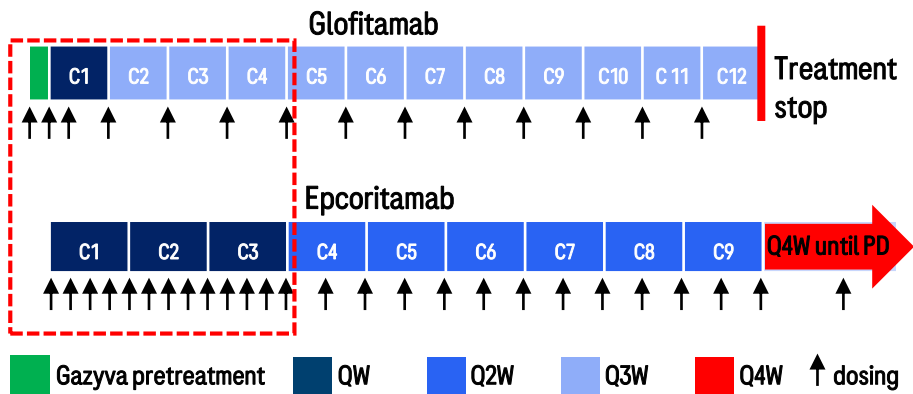 Glofitamab
C1 C2 C3 C4 C5 C6 C7 C8 C9 C10 C 11 C12
Treatment
stop
Epcoritamab
C1 C2 C3 C4 C5 C6 C7 C8 C9 Q4W until PD
Gazyva pretreatment QW Q2W Q3W Q4W dosing